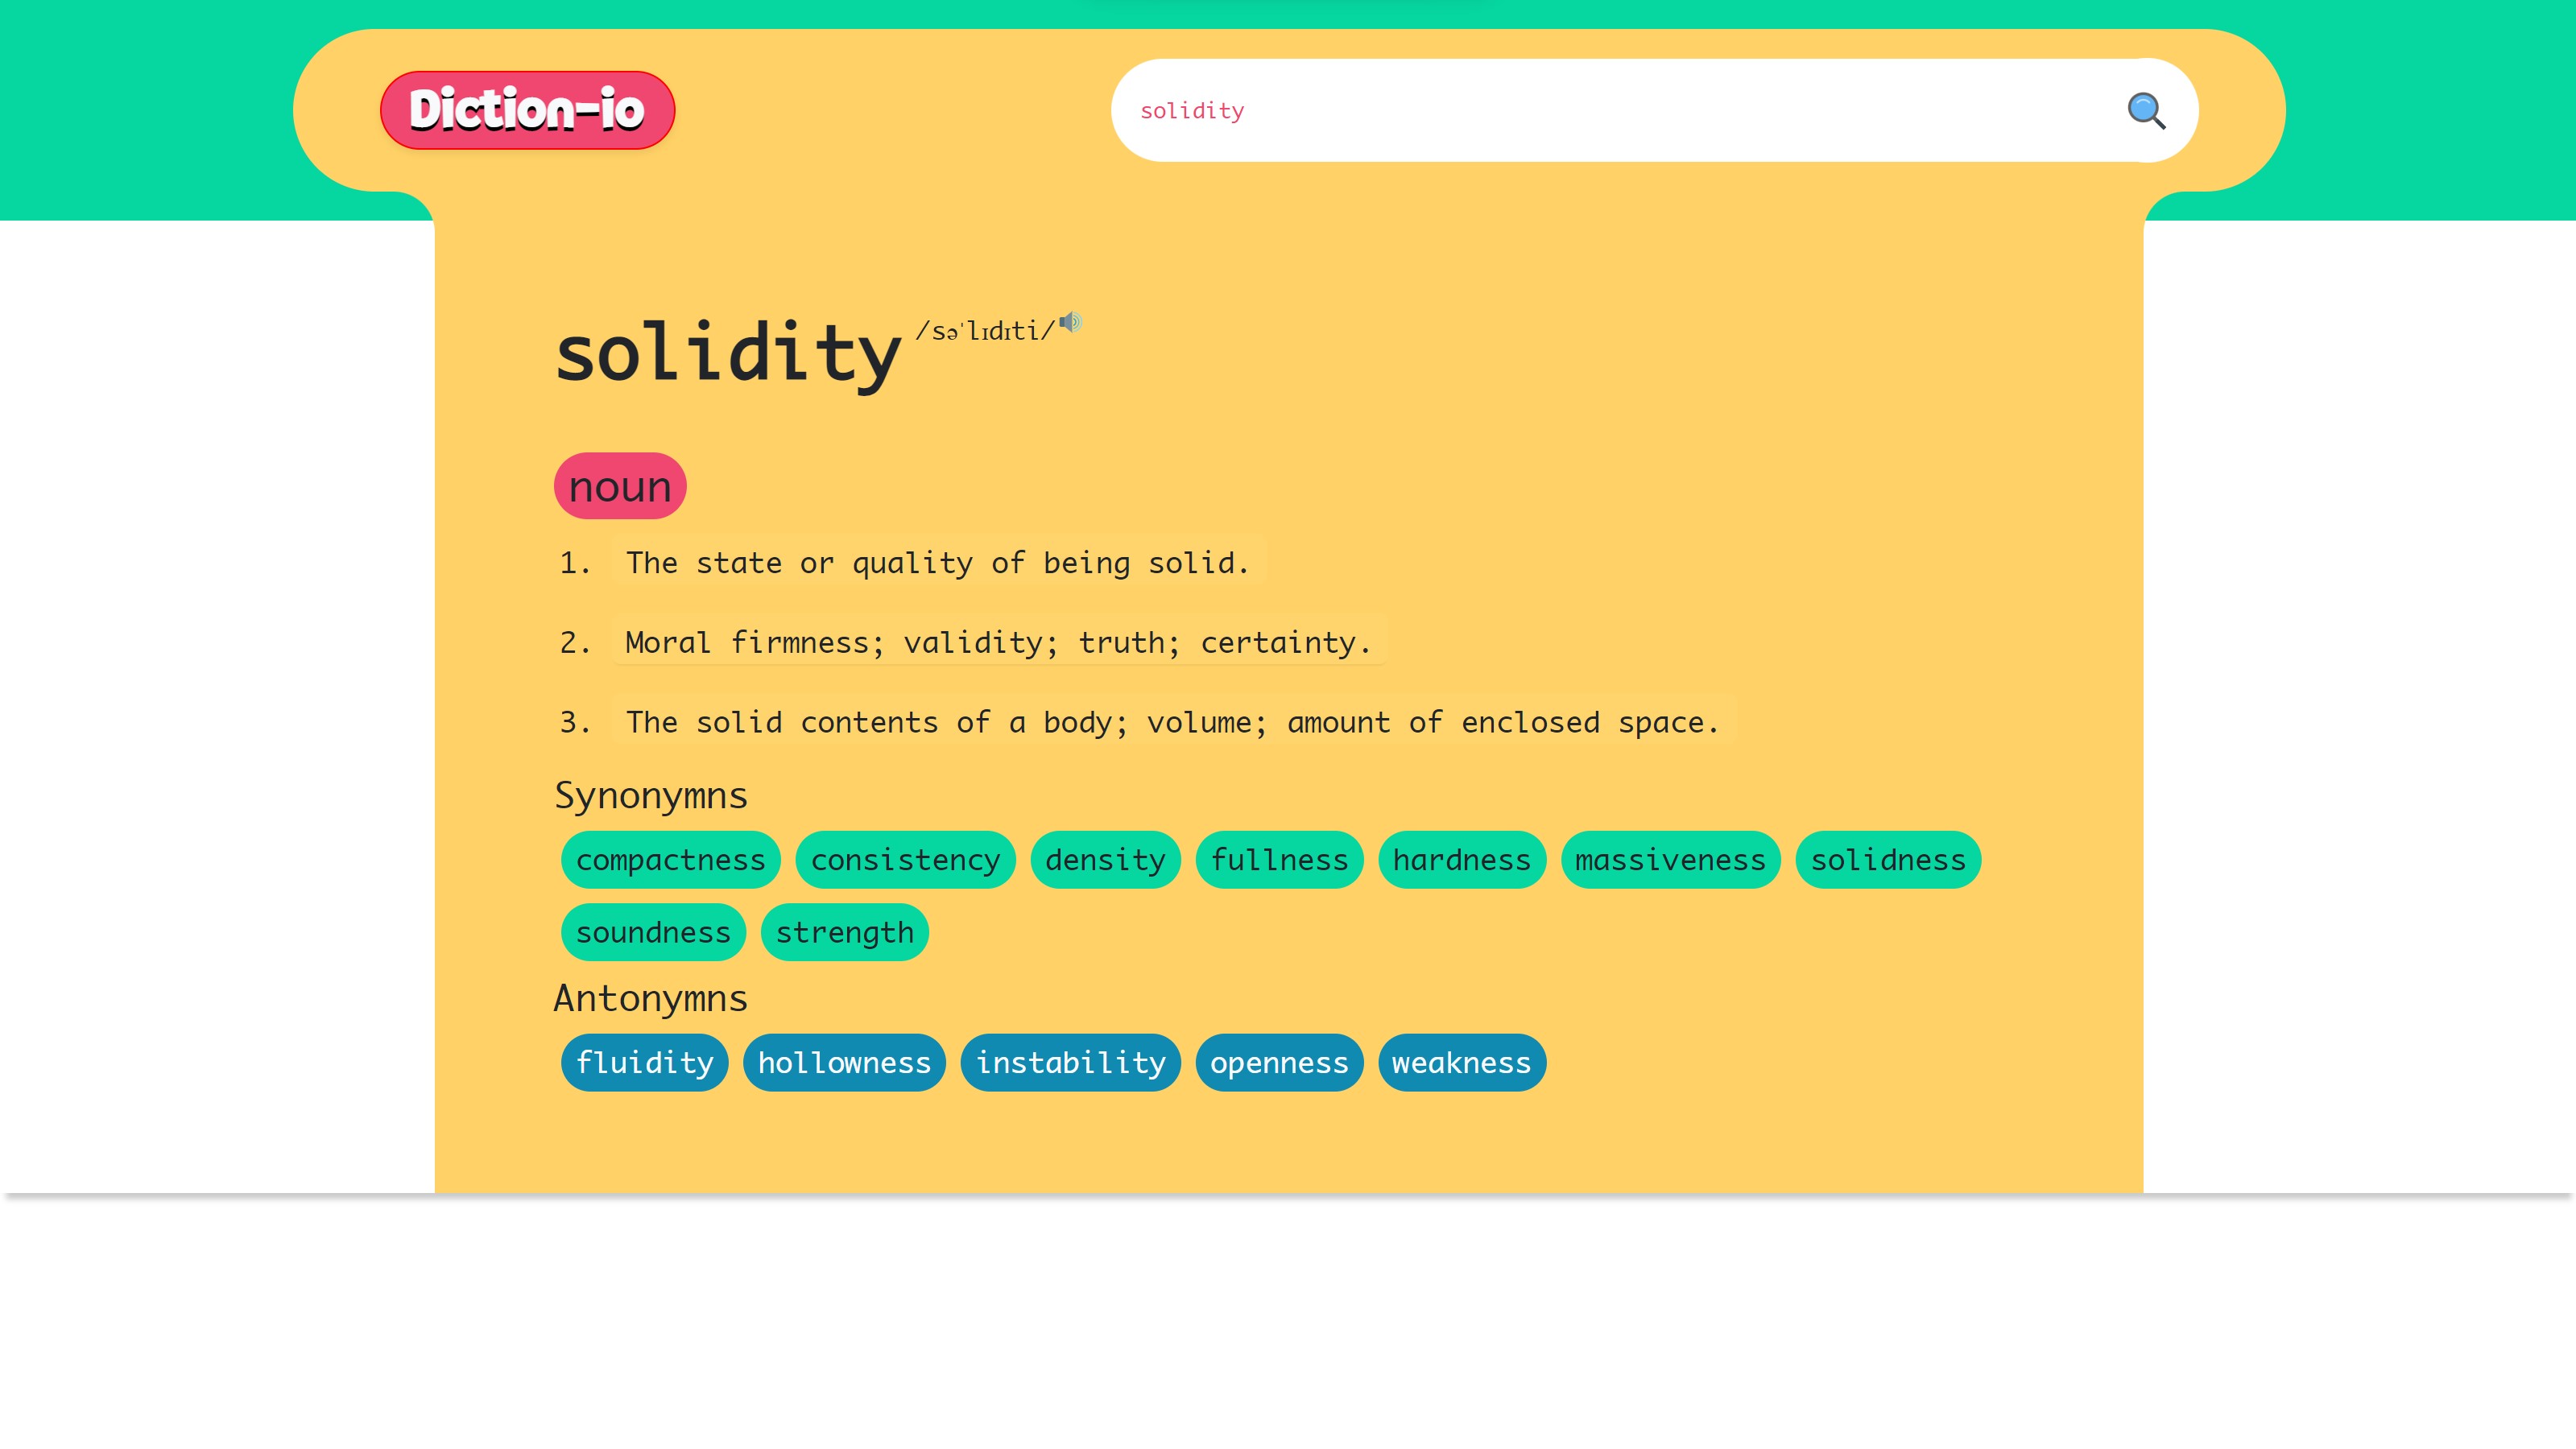 Diction-io
solidity
solidity /səˈlɪdɪti/
noun
1. The state or quality of being solid.
2. Moral firmness; validity; truth; certainty.
3. The solid contents of a body; volume; amount of enclosed space.
Synonymns
compactness consistency density fullness hardness massiveness solidness
soundness strength
Antonymns
fluidity hollowness instability openness weakness